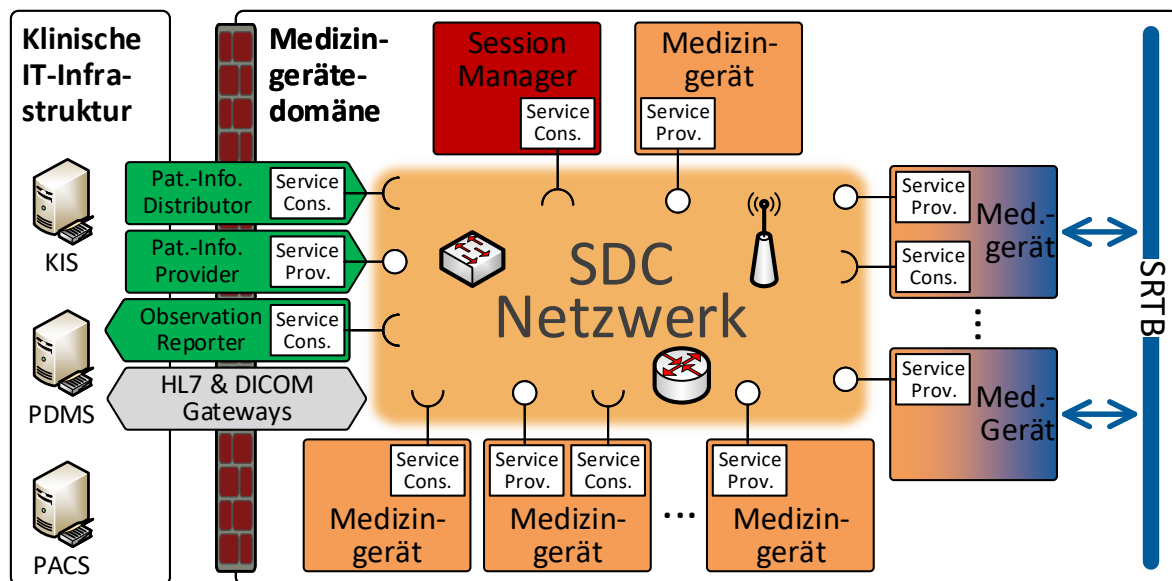 Klinische
IT-Infra-
struktur
KIS
PDMS
PACS
Medizin-
geräte-
domäne
Pat.-Info.
Distributor
Service
Cons.
Pat.-Info.
Provider
Service
Prov.
Observation
Reporter
Service
Cons.
HL7 & DICOM
Gateways
Session
Manager
Service
Cons.
Medizin-
gerät
Service
Prov.
SDC
Netzwerk
Service
Prov.
Service
Cons.
Med.-
gerät
...
Service
Prov.
Med.-
Gerät
SRTB
Service
Cons.
Medizin-
gerät
Service
Prov.
Service
Cons.
Medizin-
gerät
...
Service
Prov.
Medizin-
gerät